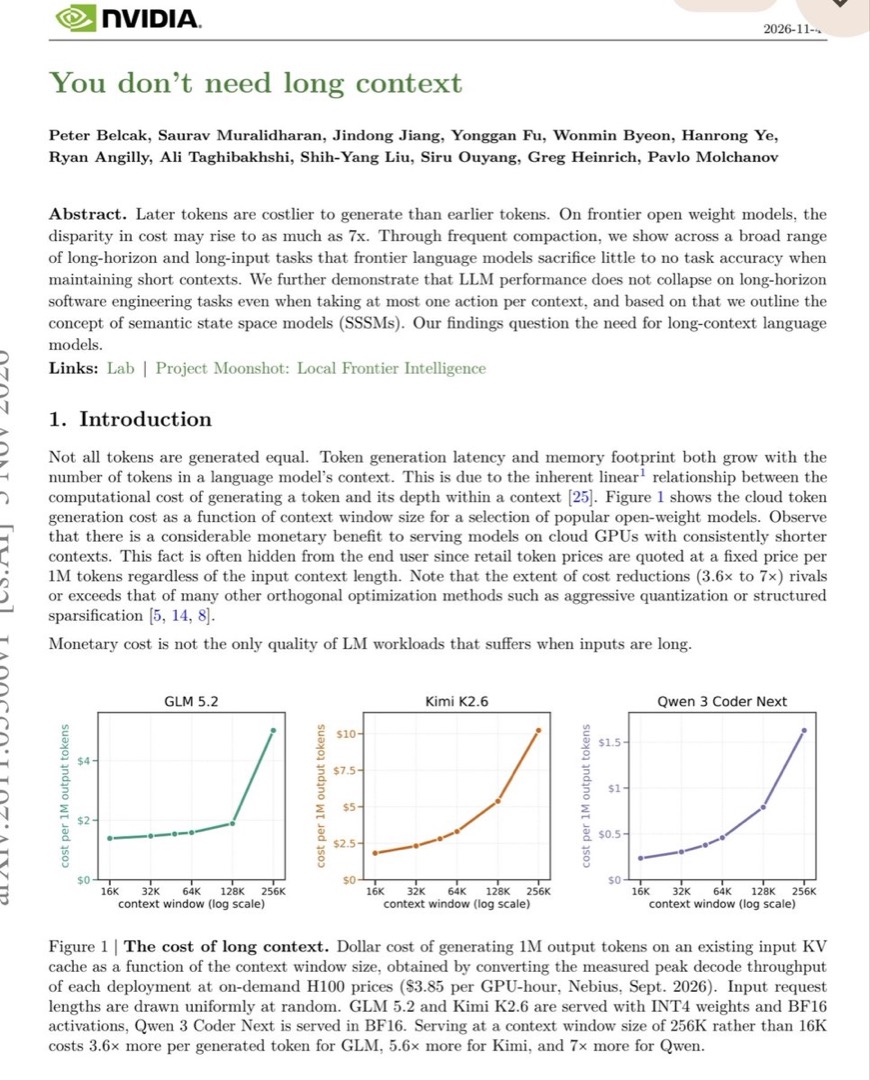 NVIDIA.
2026-11-
You don't need long context
Peter Belcak, Saurav Muralidharan, Jindong Jiang, Yonggan Fu, Wonmin Byeon, Hanrong Ye,
Ryan Angilly, Ali Taghibakhshi, Shih-Yang Liu, Siru Ouyang, Greg Heinrich, Pavlo Molchanov
Abstract. Later tokens are costlier to generate than earlier tokens. On frontier open weight models, the
disparity in cost may rise to as much as 7x. Through frequent compaction, we show across a broad range
of long-horizon and long-input tasks that frontier language models sacrifice little to no task accuracy when
maintaining short contexts. We further demonstrate that LLM performance does not collapse on long-horizon
software engineering tasks even when taking at most one action per context, and based on that we outline the
concept of semantic state space models (SSSMs). Our findings question the need for long-context language
models.
Links: Lab | Project Moonshot: Local Frontier Intelligence
1. Introduction
Not all tokens are generated equal. Token generation latency and memory footprint both grow with the
number of tokens in a language model's context. This is due to the inherent linear¹ relationship between the
computational cost of generating a token and its depth within a context [25]. Figure 1 shows the cloud token
generation cost as a function of context window size for a selection of popular open-weight models. Observe
that there is a considerable monetary benefit to serving models on cloud GPUs with consistently shorter
contexts. This fact is often hidden from the end user since retail token prices are quoted at a fixed price per
1M tokens regardless of the input context length. Note that the extent of cost reductions (3.6× to 7×) rivals
or exceeds that of many other orthogonal optimization methods such as aggressive quantization or structured
sparsification [5, 14, 8].
Monetary cost is not the only quality of LM workloads that suffers when inputs are long.
GLM 5.2
cost per 1M output tokens
$4
$2
$0
16K 32K 64K 128K 256K
context window (log scale)
Kimi K2.6
cost per 1M output tokens
$10
$7.5
$5
$2.5
$0
16K 32K 64K 128K 256K
context window (log scale)
Qwen 3 Coder Next
cost per 1M output tokens
$1.5
$1
$0.5
$0
16K 32K 64K 128K 256K
context window (log scale)
Figure 1 | The cost of long context. Dollar cost of generating 1M output tokens on an existing input KV
cache as a function of the context window size, obtained by converting the measured peak decode throughput
of each deployment at on-demand H100 prices ($3.85 per GPU-hour, Nebius, Sept. 2026). Input request
lengths are drawn uniformly at random. GLM 5.2 and Kimi K2.6 are served with INT4 weights and BF16
activations, Qwen 3 Coder Next is served in BF16. Serving at a context window size of 256K rather than 16K
costs 3.6× more per generated token for GLM, 5.6× more for Kimi, and 7× more for Qwen.